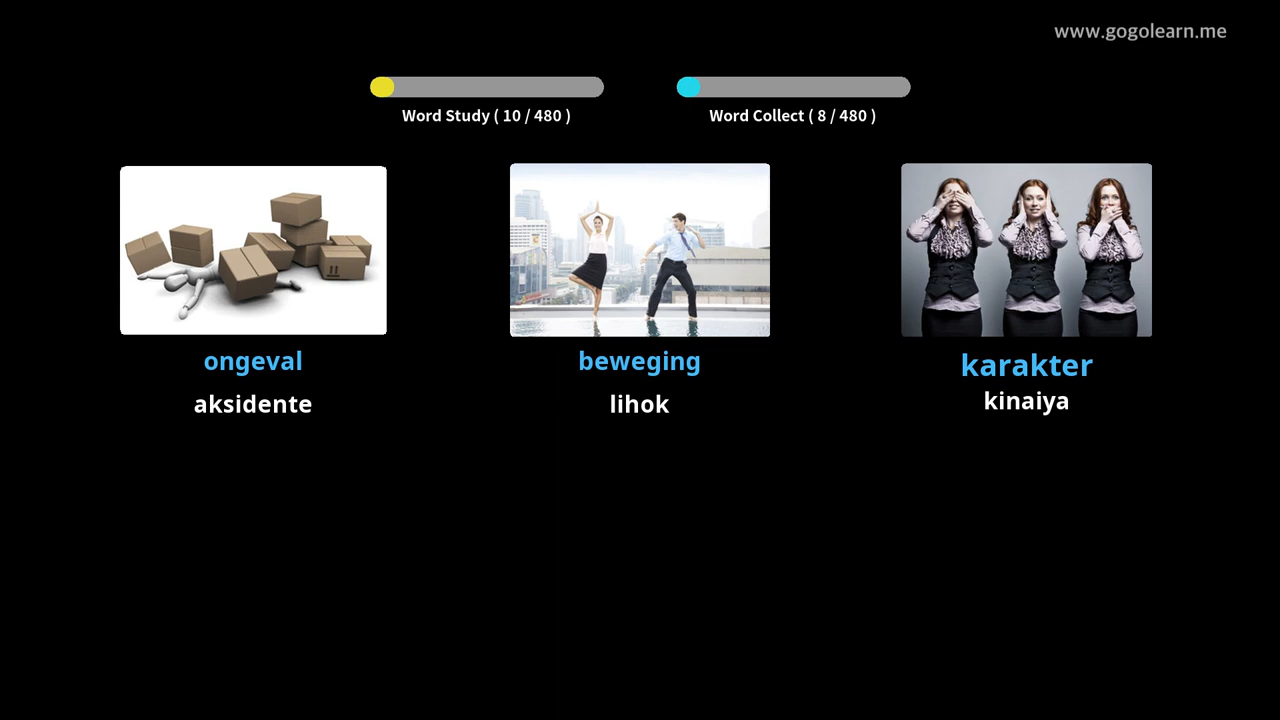 www.gogolearn.me
Word Study ( 10 / 480 )
Word Collect ( 8 / 480 )
ongeval
beweging
karakter
aksidente
lihok
kinaiya